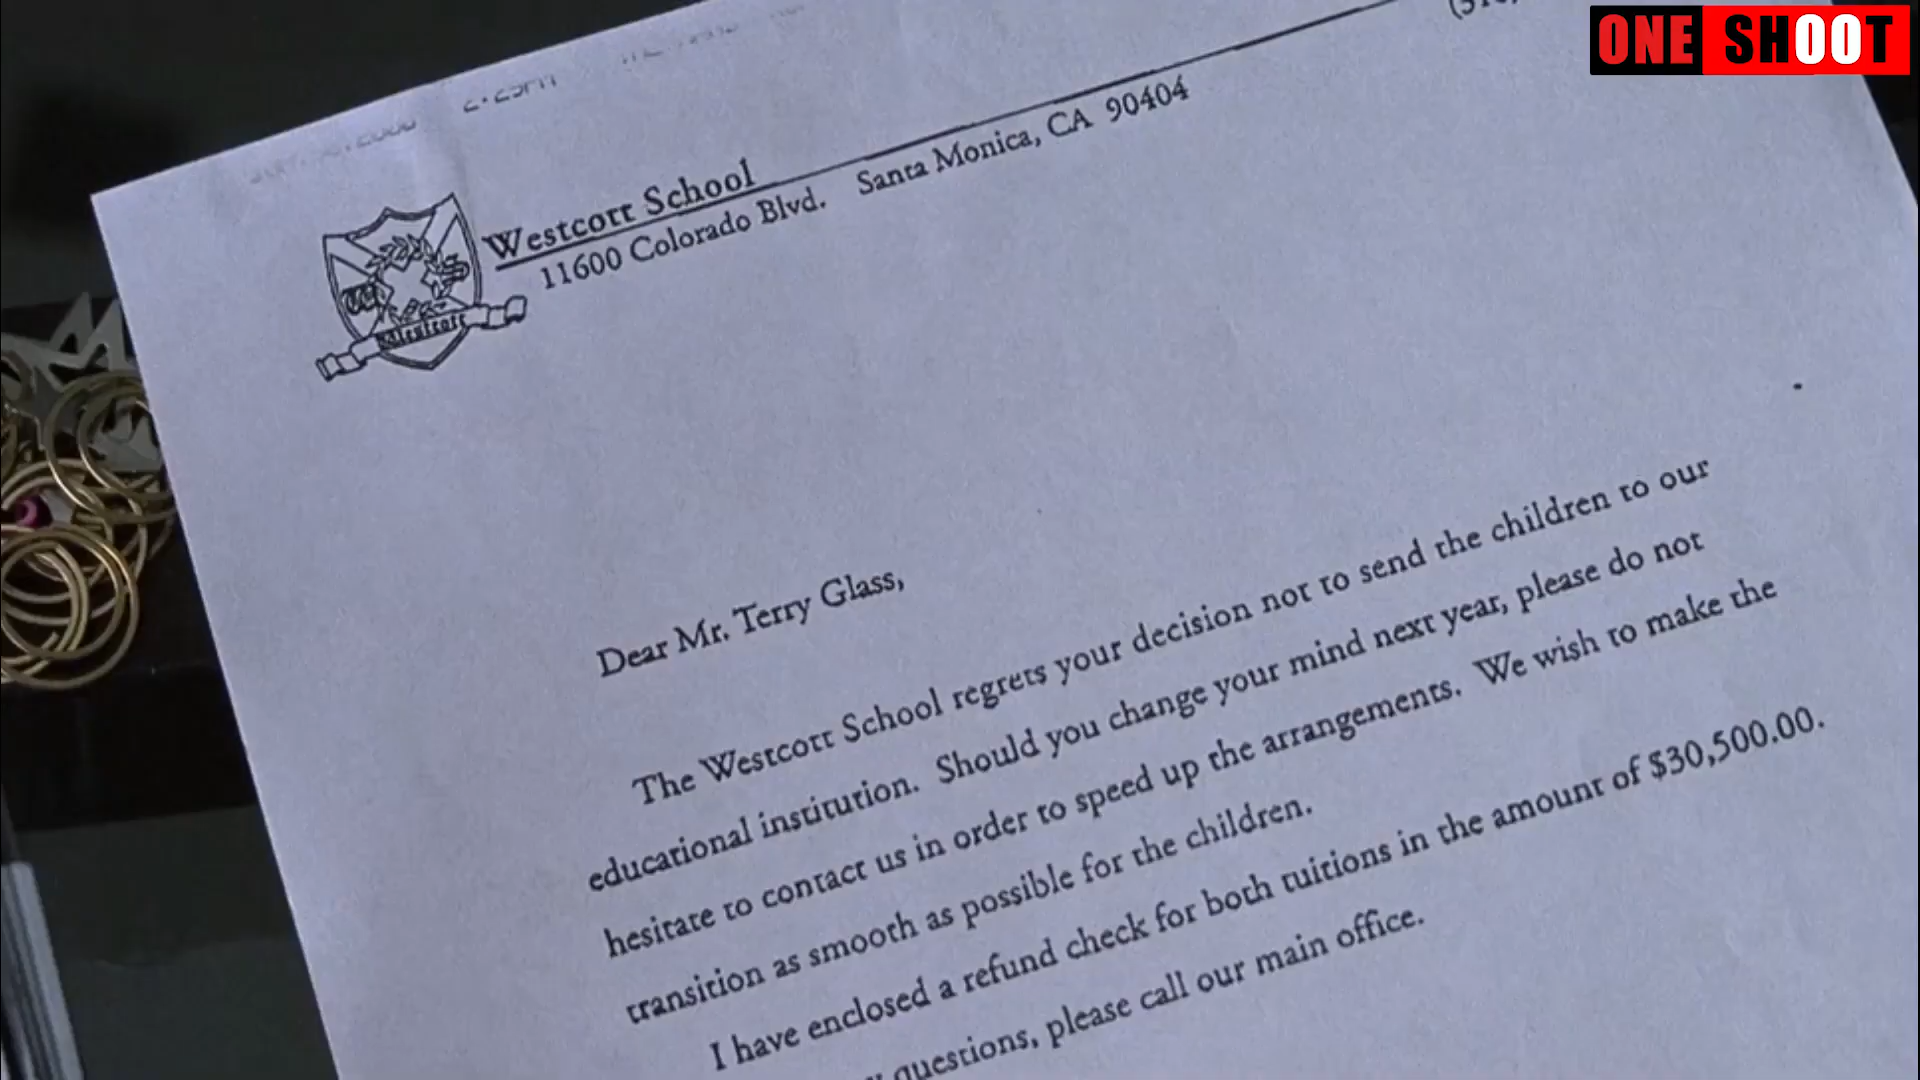 ONE SHOOT
2:25PM
Westcott School
11600 Colorado Blvd. Santa Monica, CA 90404
Westcott
Dear Mr. Terry Glass,
The Westcott School regrets your decision not to send the children to our
educational institution. Should you change your mind next year, please do not
hesitate to contact us in order to speed up the arrangements. We wish to make the
transition as smooth as possible for the children.
I have enclosed a refund check for both tuitions in the amount of $30,500.00.
questions, please call our main office.